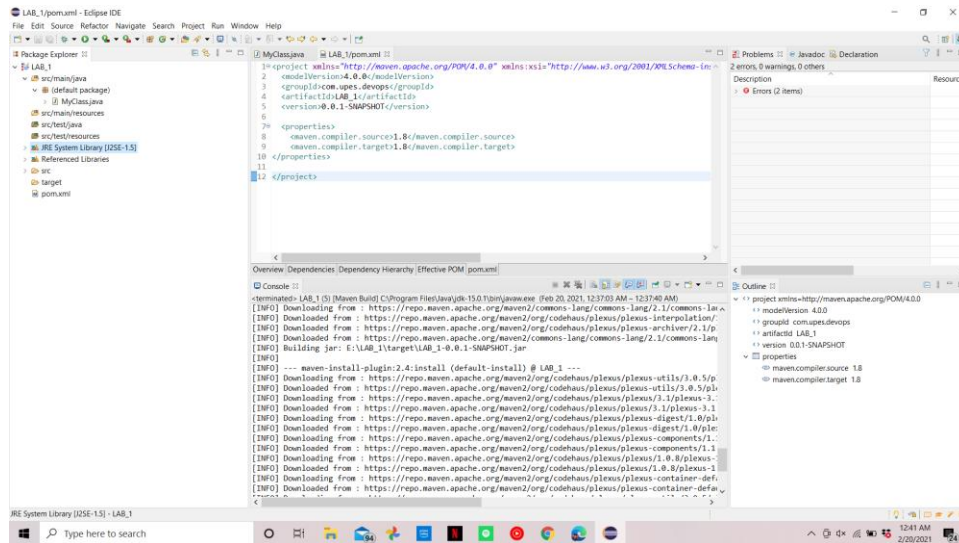 LAB_1/pom.xml - Eclipse IDE
File Edit Source Refactor Navigate Search Project Run Window Help
Package Explorer
LAB_1
src/main/java
(default package)
MyClass.java
src/main/resources
src/test/java
src/test/resources
JRE System Library [J2SE-1.5]
Referenced Libraries
src
target
pom.xml
MyClass.java LAB_1/pom.xml
1 <project xmlns="http://maven.apache.org/POM/4.0.0" xmlns:xsi="http://www.w3.org/2001/XMLSchema-in
2 <modelVersion>4.0.0</modelVersion>
3 <groupId>com.upes.devops</groupId>
4 <artifactId>LAB_1</artifactId>
5 <version>0.0.1-SNAPSHOT</version>
6
7 <properties>
8 <maven.compiler.source>1.8</maven.compiler.source>
9 <maven.compiler.target>1.8</maven.compiler.target>
10 </properties>
11
12 </project>
Overview Dependencies Dependency Hierarchy Effective POM pom.xml
Problems Javadoc Declaration
2 errors, 0 warnings, 0 others
Description Resourc
Errors (2 items)
Console
<terminated> LAB_1 (5) [Maven Build] C:\Program Files\Java\jdk-15.0.1\bin\javaw.exe (Feb 20, 2021, 12:37:03 AM – 12:37:40 AM)
[INFO] Downloading from : https://repo.maven.apache.org/maven2/commons-lang/commons-lang/2.1/commons-la
[INFO] Downloading from : https://repo.maven.apache.org/maven2/org/codehaus/plexus/plexus-interpolation/
[INFO] Downloading from : https://repo.maven.apache.org/maven2/org/codehaus/plexus/plexus-archiver/2.1/p
[INFO] Downloaded from : https://repo.maven.apache.org/maven2/commons-lang/commons-lang/2.1/commons-lang
[INFO] Building jar: E:\LAB_1\target\LAB_1-0.0.1-SNAPSHOT.jar
[INFO]
[INFO] --- maven-install-plugin:2.4:install (default-install) @ LAB_1 ---
[INFO] Downloading from : https://repo.maven.apache.org/maven2/org/codehaus/plexus/plexus-utils/3.0.5/p
[INFO] Downloaded from : https://repo.maven.apache.org/maven2/org/codehaus/plexus/plexus-utils/3.0.5/ple
[INFO] Downloading from : https://repo.maven.apache.org/maven2/org/codehaus/plexus/plexus/3.1/plexus-3.
[INFO] Downloaded from : https://repo.maven.apache.org/maven2/org/codehaus/plexus/plexus/3.1/plexus-3.1
[INFO] Downloading from : https://repo.maven.apache.org/maven2/org/codehaus/plexus/plexus-digest/1.0/ple
[INFO] Downloaded from : https://repo.maven.apache.org/maven2/org/codehaus/plexus/plexus-digest/1.0/ple
[INFO] Downloading from : https://repo.maven.apache.org/maven2/org/codehaus/plexus/plexus-components/1.
[INFO] Downloaded from : https://repo.maven.apache.org/maven2/org/codehaus/plexus/plexus-components/1.1
[INFO] Downloading from : https://repo.maven.apache.org/maven2/org/codehaus/plexus/plexus/1.0.8/plexus-
[INFO] Downloaded from : https://repo.maven.apache.org/maven2/org/codehaus/plexus/plexus/1.0.8/plexus-1
[INFO] Downloading from : https://repo.maven.apache.org/maven2/org/codehaus/plexus/plexus-container-def
[INFO] Downloaded from : https://repo.maven.apache.org/maven2/org/codehaus/plexus/plexus-container-defau
Outline
project xmlns=http://maven.apache.org/POM/4.0.0
modelVersion 4.0.0
groupId com.upes.devops
artifactId LAB_1
version 0.0.1-SNAPSHOT
properties
maven.compiler.source 1.8
maven.compiler.target 1.8
JRE System Library [J2SE-1.5] - LAB_1
Type here to search
94
12:41 AM
2/20/2021
24